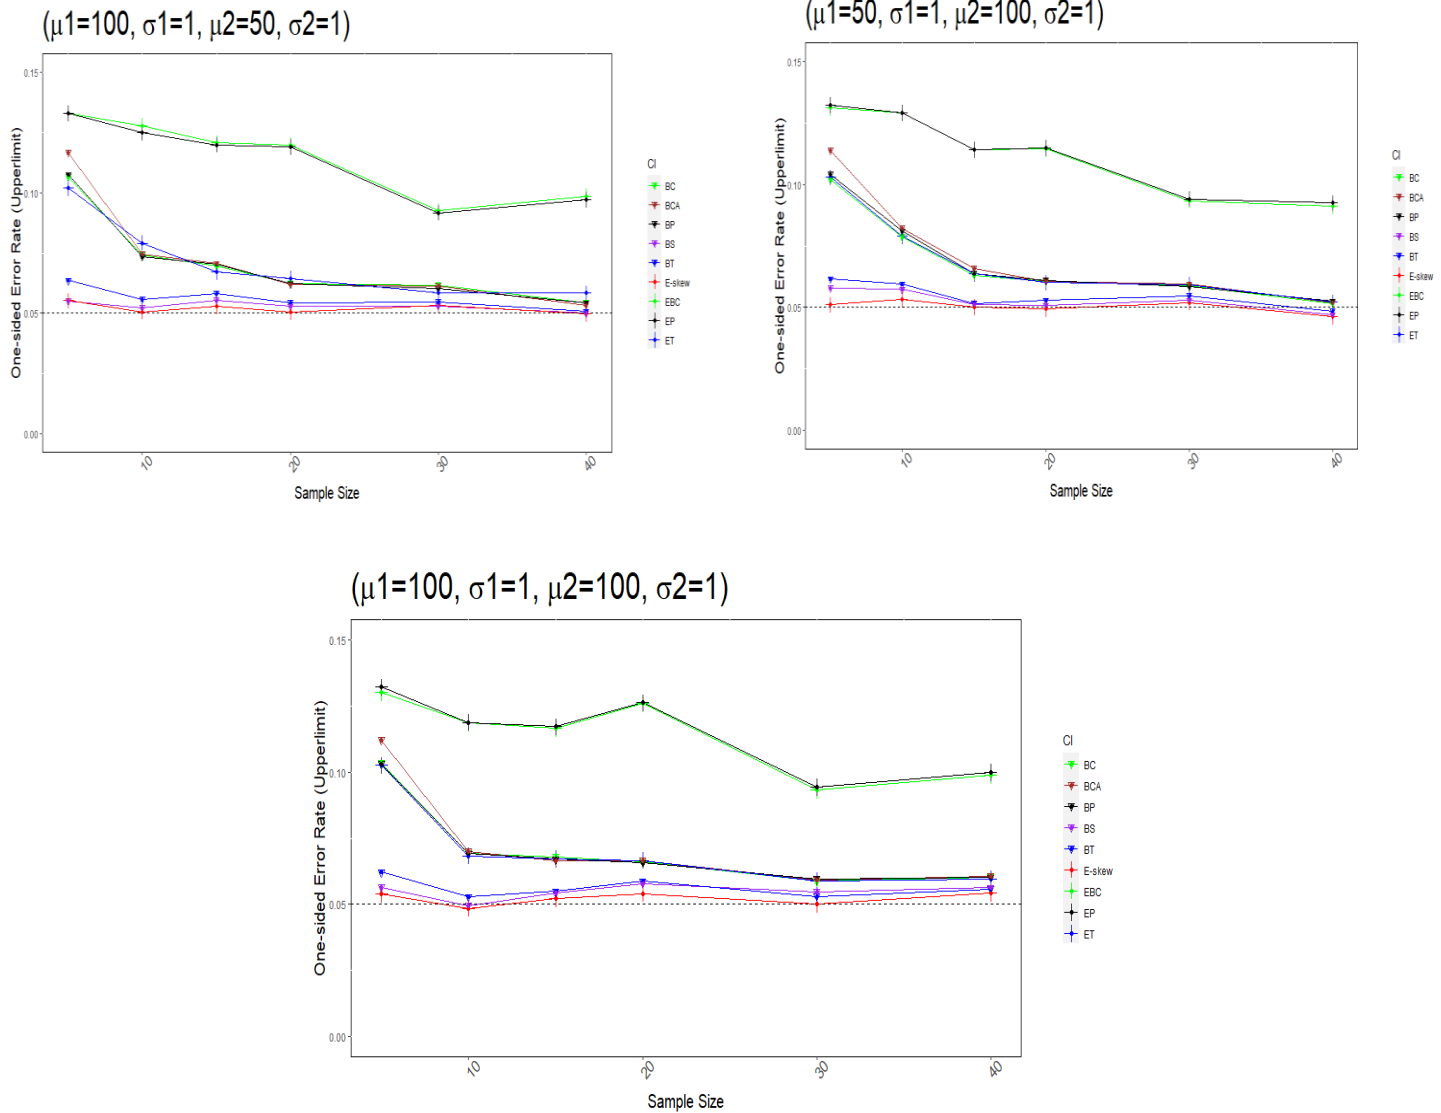 (μ1=100, σ1=1, μ2=50, σ2=1)
One-sided Error Rate (Upperlimit)
0.15
0.10
0.05
0.00
10
20
30
40
Sample Size
CI
BC
BCA
BP
BS
BT
E-skew
EBC
EP
ET
(μ1=50, σ1=1, μ2=100, σ2=1)
One-sided Error Rate (Upperlimit)
0.15
0.10
0.05
0.00
10
20
30
40
Sample Size
CI
BC
BCA
BP
BS
BT
E-skew
EBC
EP
ET
(μ1=100, σ1=1, μ2=100, σ2=1)
One-sided Error Rate (Upperlimit)
0.15
0.10
0.05
0.00
10
20
30
40
Sample Size
CI
BC
BCA
BP
BS
BT
E-skew
EBC
EP
ET